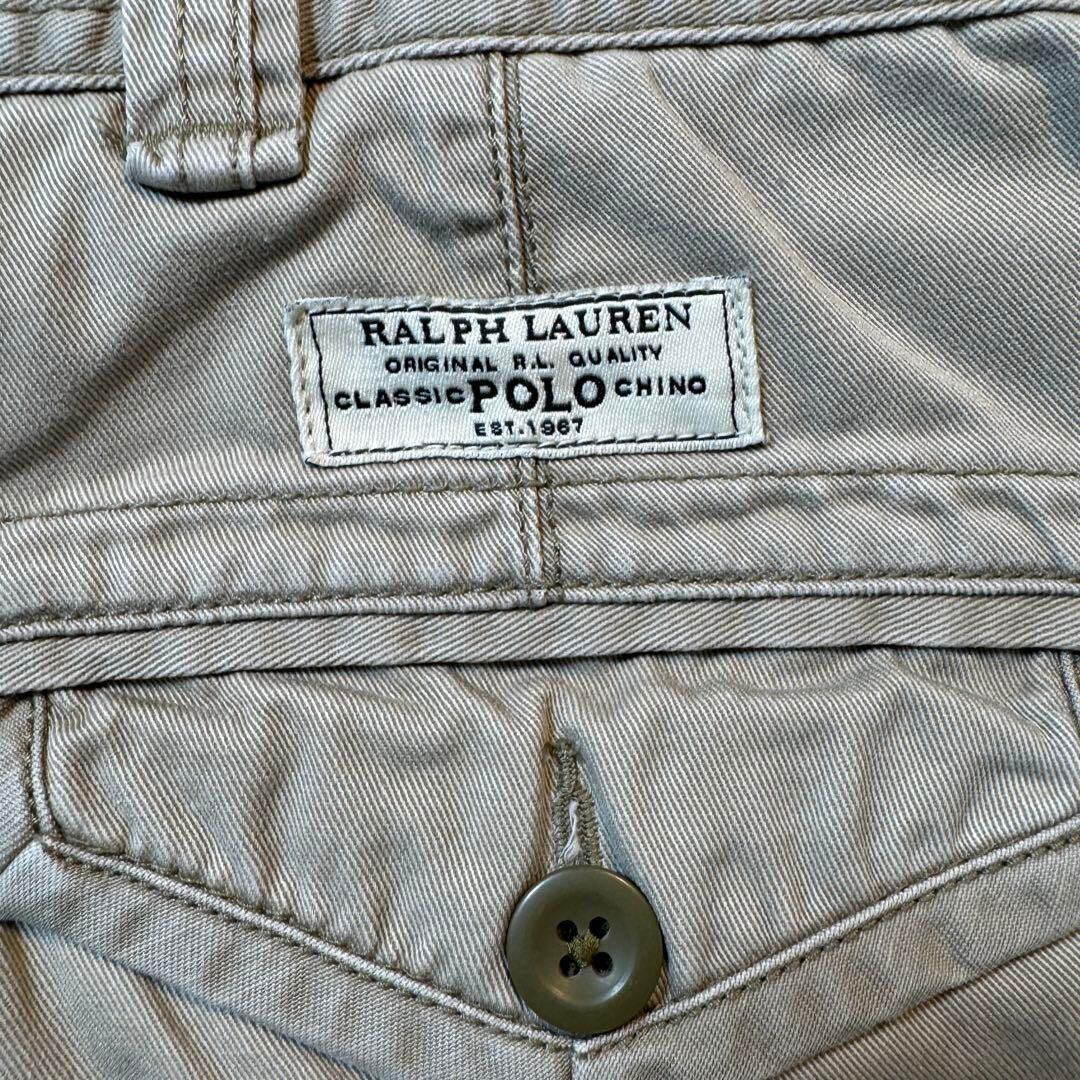 RALPH LAUREN
ORIGINAL R.L. QUALITY
CLASSIC POLO CHINO
EST.1967